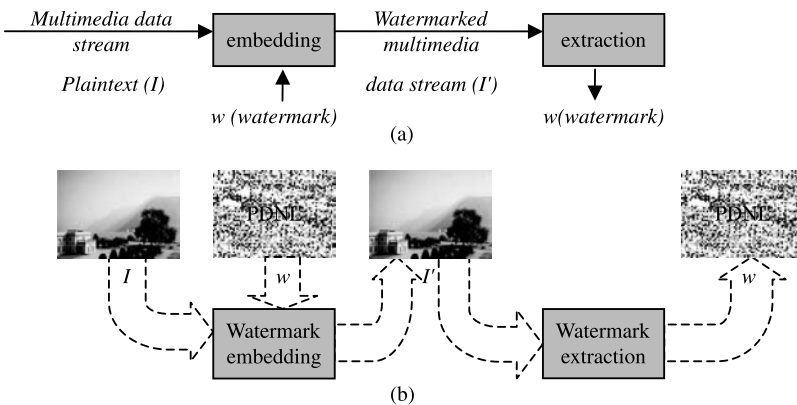 Multimedia data
stream
Plaintext (I)
embedding
w (watermark)
Watermarked
multimedia
data stream (I')
extraction
w(watermark)
(a)
PDNL
PDNL
I
w
I'
w
Watermark
embedding
Watermark
extraction
(b)